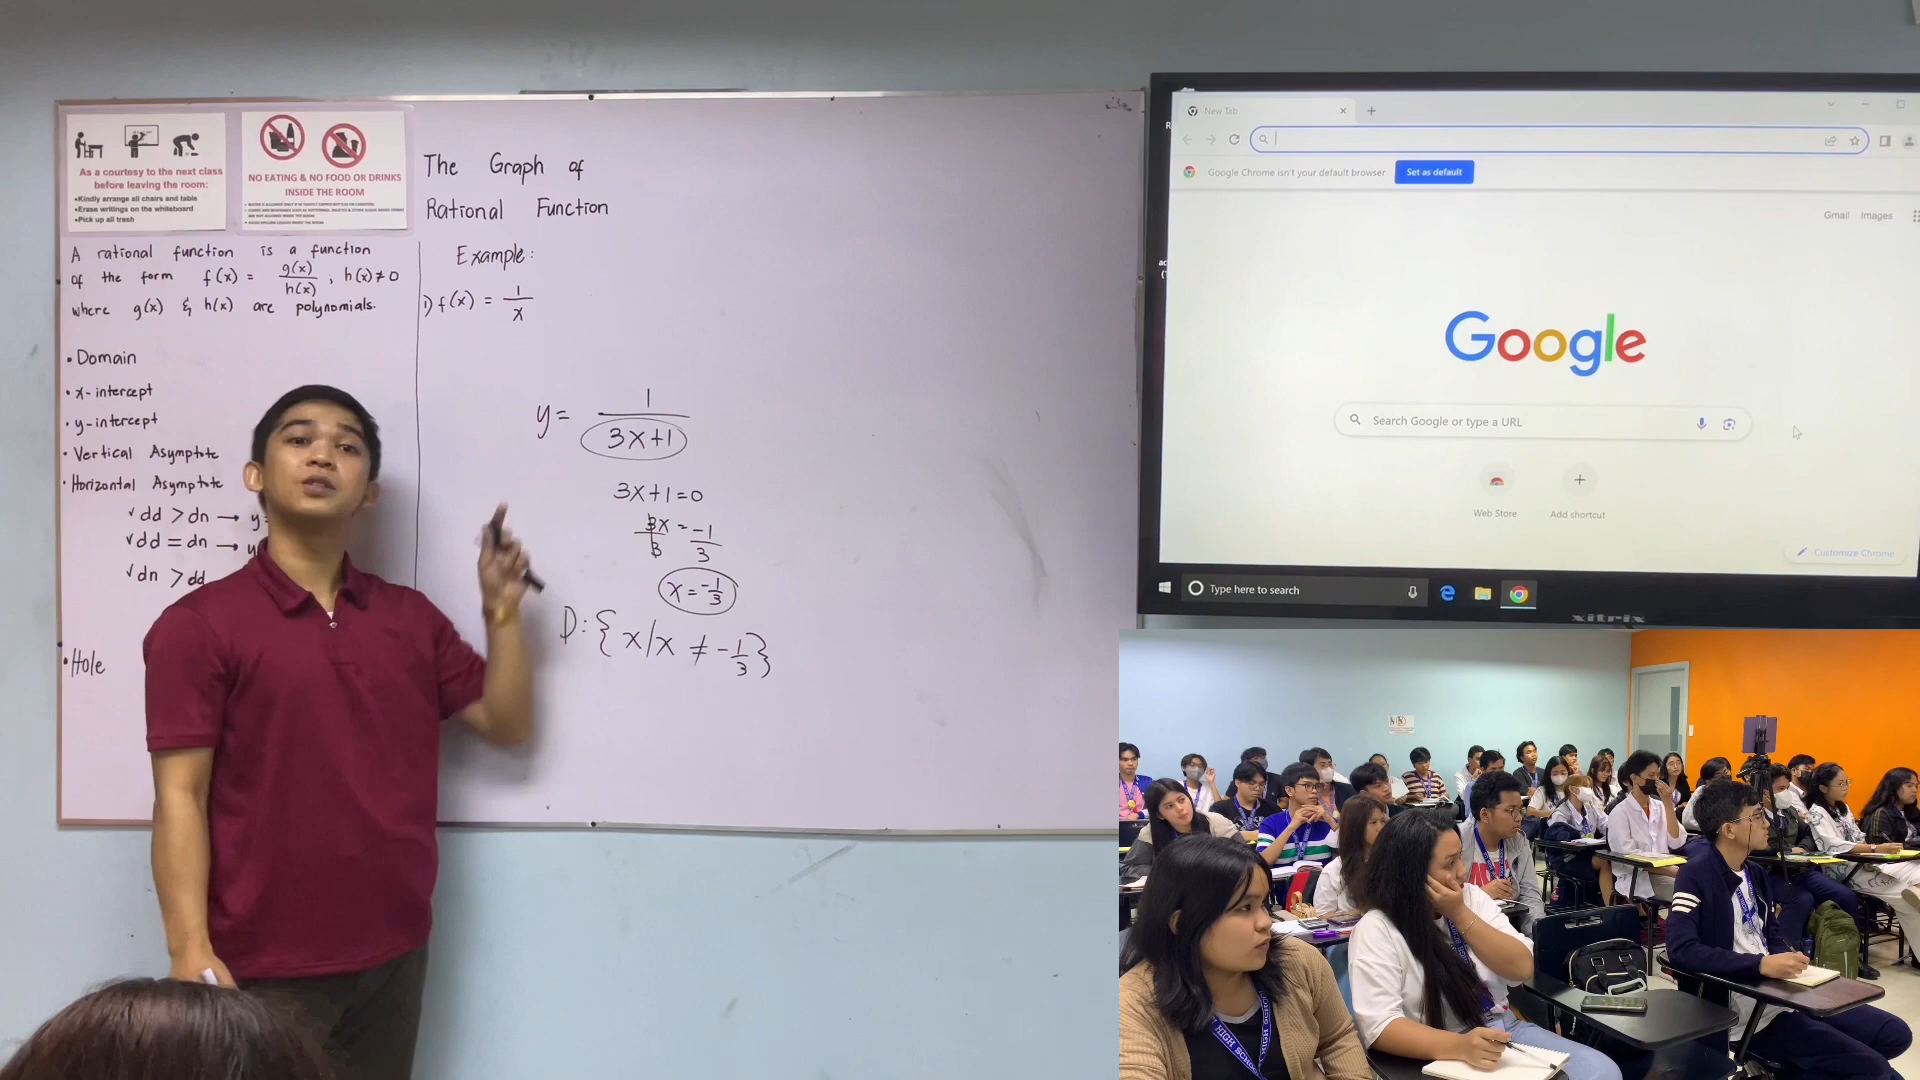 As a courtesy to the next class
before leaving the room:
•Kindly arrange all chairs and table
•Erase writings on the whiteboard
•Pick up all trash
NO EATING & NO FOOD OR DRINKS
INSIDE THE ROOM
A rational function is a function
of the form f(x) = g(x)/h(x) ; h(x) ≠ 0
where g(x) & h(x) are polynomials.
• Domain
• x-intercept
• y-intercept
• Vertical Asymptote
• Horizontal Asymptote
✓ dd > dn → y=
✓ dd = dn → y
✓ dn > dd
• Hole
The Graph of
Rational Function
Example:
1) f(x) = 1/x
y = 1/(3x+1)
3x+1=0
3x/3 = -1/3
x = -1/3
D: {x/x ≠ -1/3}
New Tab
Google Chrome isn't your default browser
Set as default
Gmail Images
Google
Search Google or type a URL
Web Store
Add shortcut
Customize Chrome
Type here to search
xitrix
HIGH SCHOOL